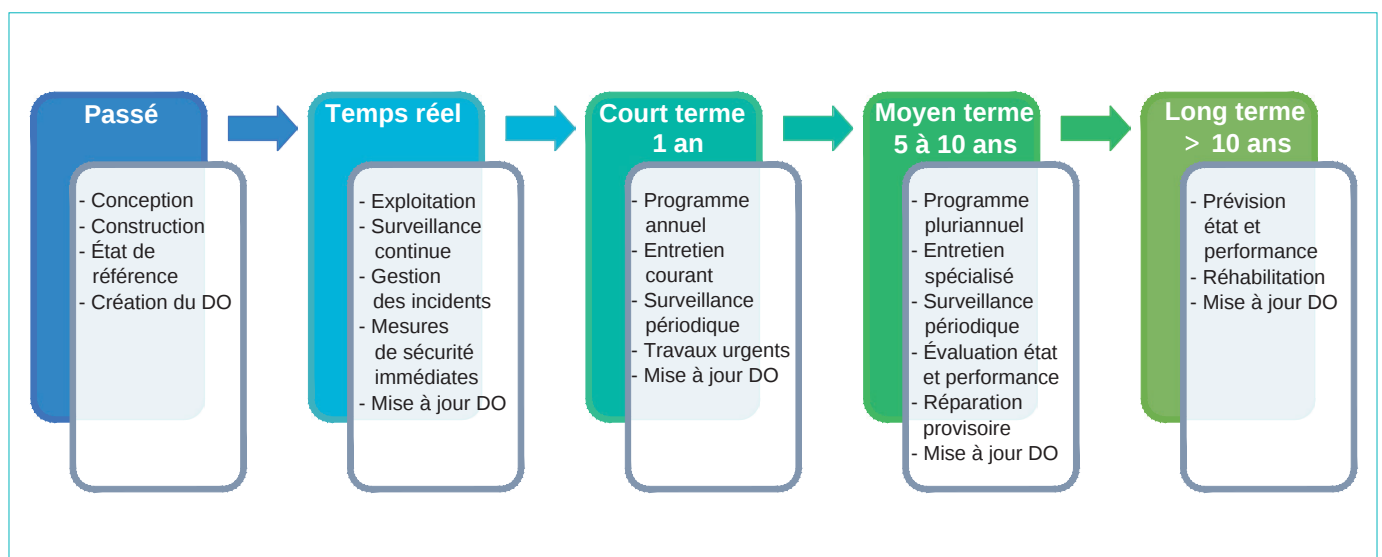 Passé
- Conception
- Construction
- État de
référence
- Création du DO
Temps réel
- Exploitation
- Surveillance
continue
- Gestion
des incidents
- Mesures
de sécurité
immédiates
- Mise à jour DO
Court terme
1 an
- Programme
annuel
- Entretien
courant
- Surveillance
périodique
- Travaux urgents
- Mise à jour DO
Moyen terme
5 à 10 ans
- Programme
pluriannuel
- Entretien
spécialisé
- Surveillance
périodique
- Évaluation état
et performance
- Réparation
provisoire
- Mise à jour DO
Long terme
> 10 ans
- Prévision
état et
performance
- Réhabilitation
- Mise à jour DO